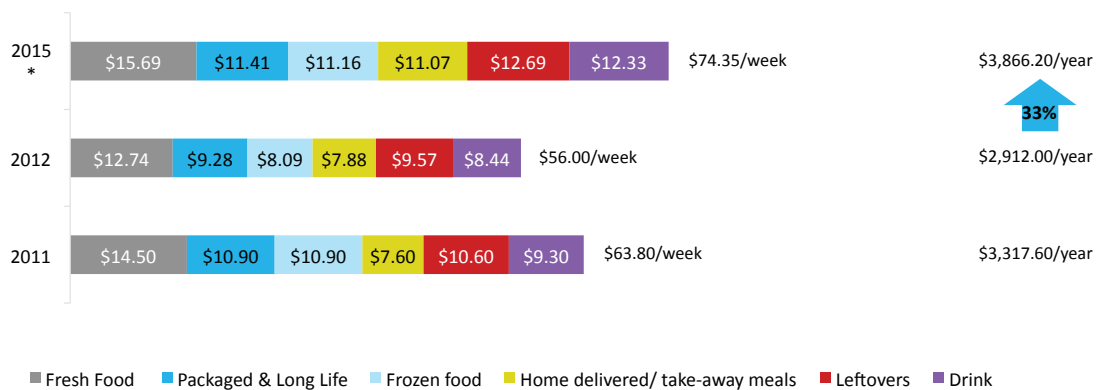 2015
*
$15.69 $11.41 $11.16 $11.07 $12.69 $12.33 $74.35/week $3,866.20/year
33%
2012 $12.74 $9.28 $8.09 $7.88 $9.57 $8.44 $56.00/week $2,912.00/year
2011 $14.50 $10.90 $10.90 $7.60 $10.60 $9.30 $63.80/week $3,317.60/year
Fresh Food Packaged & Long Life Frozen food Home delivered/ take-away meals Leftovers Drink